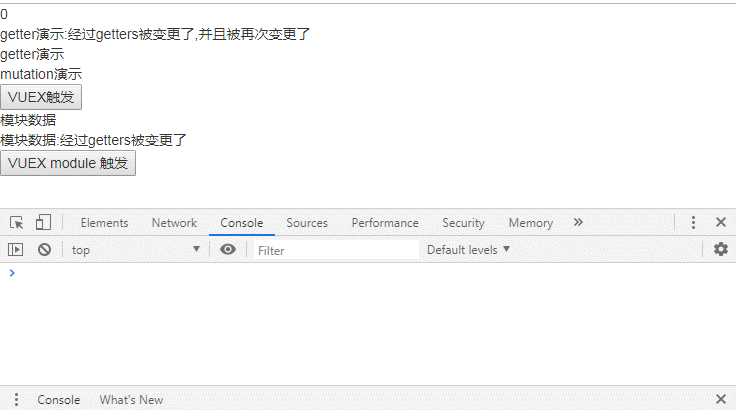 0
getter演示:经过getters被变更了,并且被再次变更了
getter演示
mutation演示
VUEX触发
模块数据
模块数据:经过getters被变更了
VUEX module 触发
Elements Network Console Sources Performance Security Memory »
top Filter Default levels
Console What's New